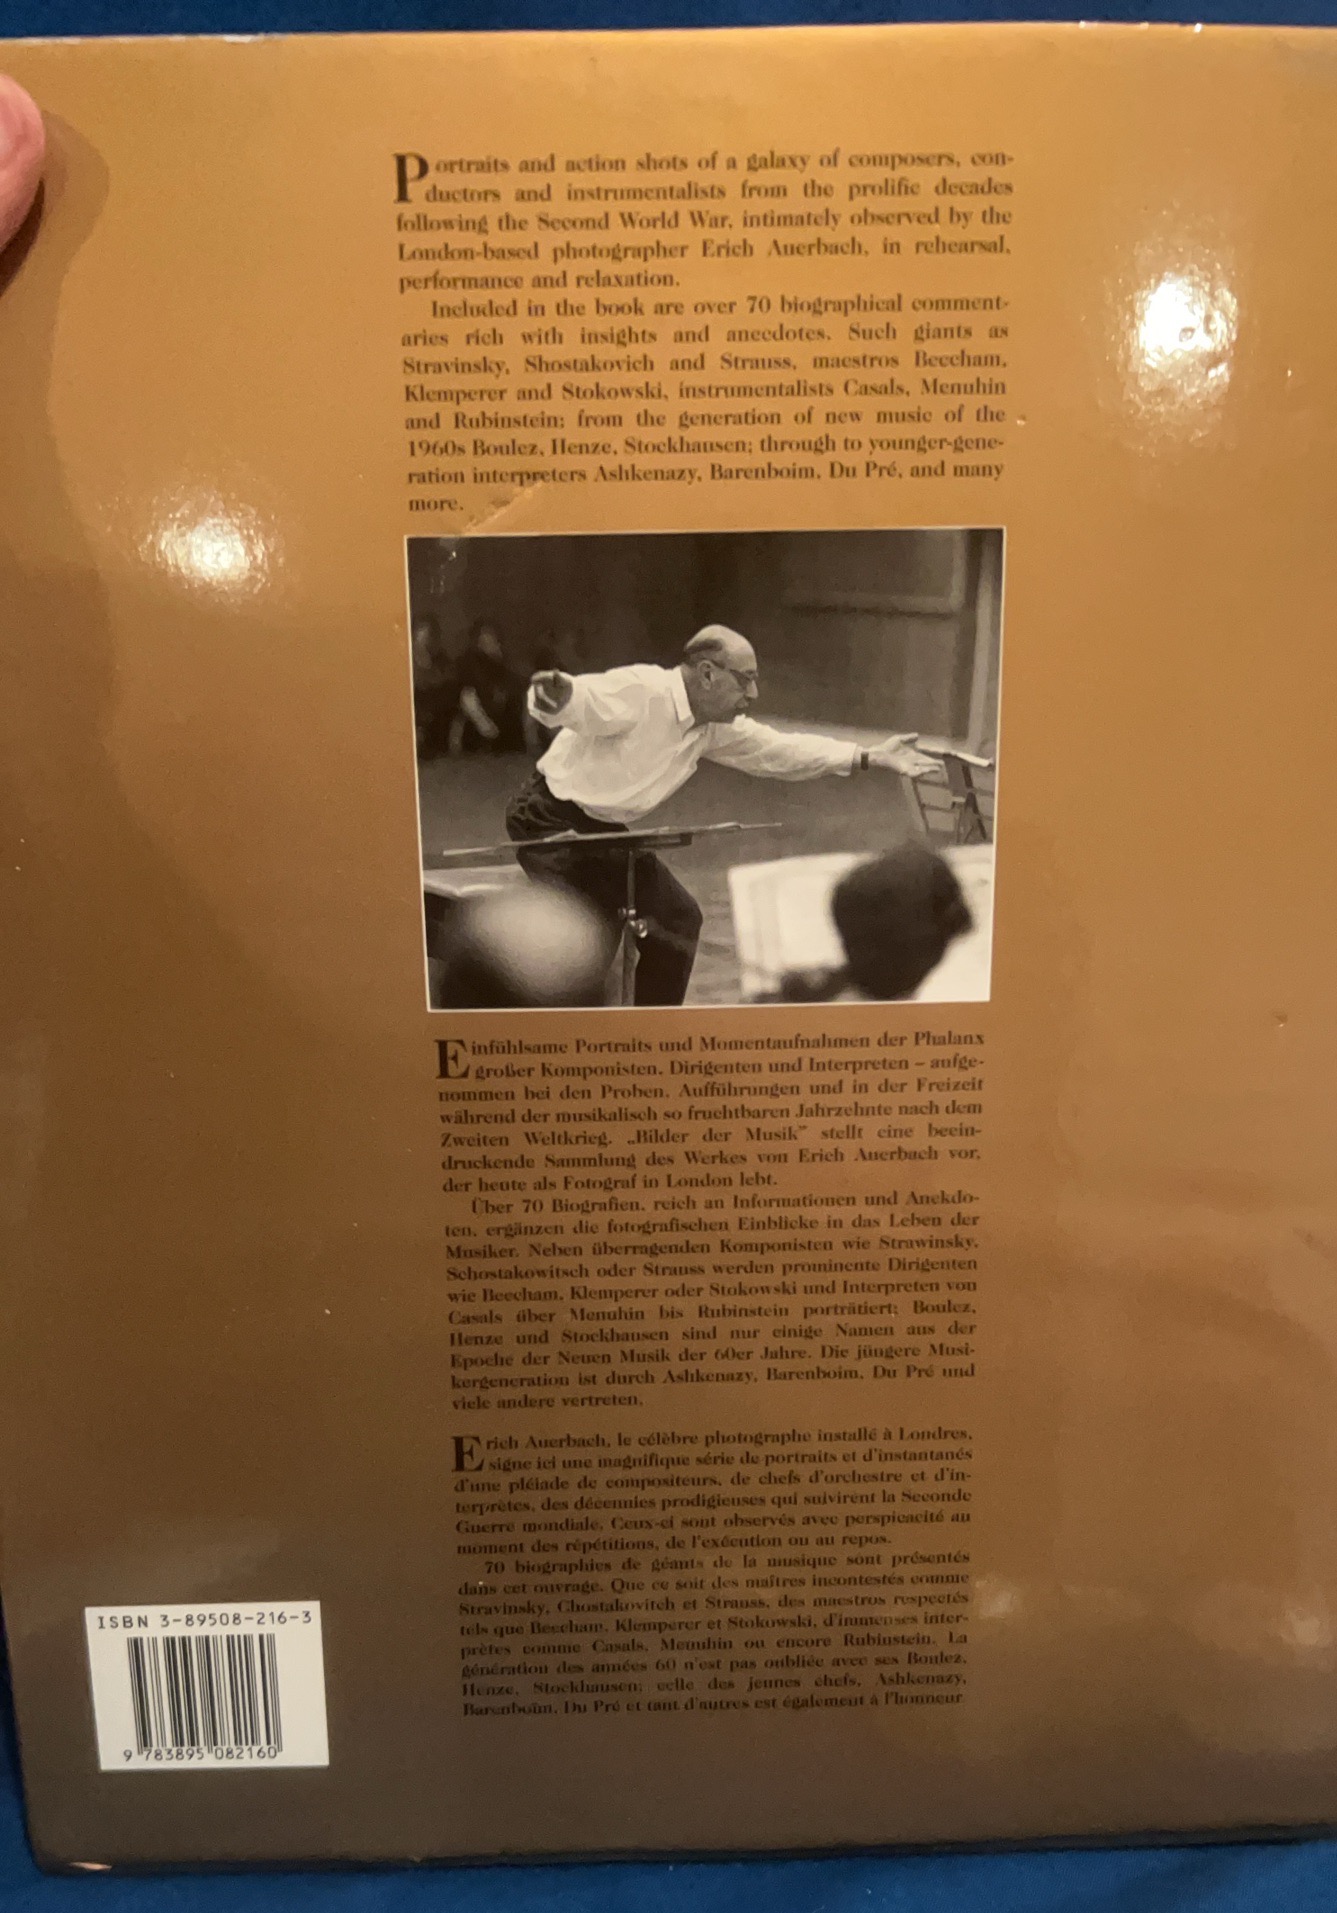 Portraits and action shots of a galaxy of composers, con-
ductors and instrumentalists from the prolific decades
following the Second World War, intimately observed by the
London-based photographer Erich Auerbach, in rehearsal,
performance and relaxation.
Included in the book are over 70 biographical comment-
aries rich with insights and anecdotes. Such giants as
Stravinsky, Shostakovich and Strauss, maestros Beecham,
Klemperer and Stokowski, instrumentalists Casals, Menuhin
and Rubinstein; from the generation of new music of the
1960s Boulez, Henze, Stockhausen; through to younger-gene-
ration interpreters Ashkenazy, Barenboim, Du Pré, and many
more.
Einfühlsame Portraits und Momentaufnahmen der Phalanx
großer Komponisten, Dirigenten und Interpreten – aufge-
nommen bei den Proben, Aufführungen und in der Freizeit
während der musikalisch so fruchtbaren Jahrzehnte nach dem
Zweiten Weltkrieg. „Bilder der Musik” stellt eine beein-
druckende Sammlung des Werkes von Erich Auerbach vor,
der heute als Fotograf in London lebt.
Über 70 Biografien, reich an Informationen und Anekdo-
ten, ergänzen die fotografischen Einblicke in das Leben der
Musiker. Neben überragenden Komponisten wie Strawinsky,
Schostakowitsch oder Strauss werden prominente Dirigenten
wie Beecham, Klemperer oder Stokowski und Interpreten von
Casals über Menuhin bis Rubinstein porträtiert; Boulez,
Henze und Stockhausen sind nur einige Namen aus der
Epoche der Neuen Musik der 60er Jahre. Die jüngere Musi-
kergeneration ist durch Ashkenazy, Barenboim, Du Pré und
viele andere vertreten.
Erich Auerbach, le célèbre photographe installé à Londres,
signe ici une magnifique série de portraits et d'instantanés
d'une pléiade de compositeurs, de chefs d'orchestre et d'in-
terprètes, des décennies prodigieuses qui suivirent la Seconde
Guerre mondiale. Ceux-ci sont observés avec perspicacité au
moment des répétitions, de l'exécution ou au repos.
70 biographies de géants de la musique sont présentés
dans cet ouvrage. Que ce soit des maîtres incontestés comme
Stravinsky, Chostakovitch et Strauss, des maestros respectés
tels que Beecham, Klemperer et Stokowski, d'immenses inter-
prètes comme Casals, Menuhin ou encore Rubinstein. La
génération des années 60 n'est pas oubliée avec ses Boulez,
Henze, Stockhausen; celle des jeunes chefs, Ashkenazy,
Barenboïm, Du Pré et tant d'autres est également à l'honneur.
ISBN 3-89508-216-3
9 783895 082160